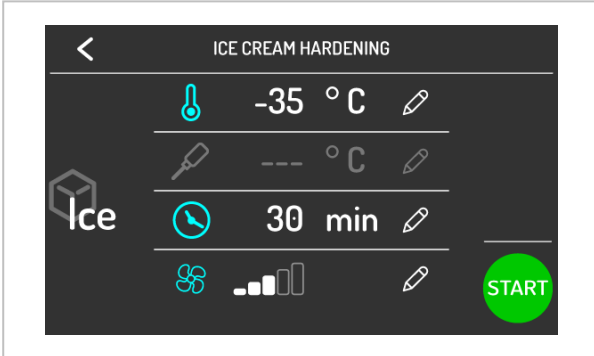 ICE CREAM HARDENING
-35 °C
--- °C
Ice
30 min
START